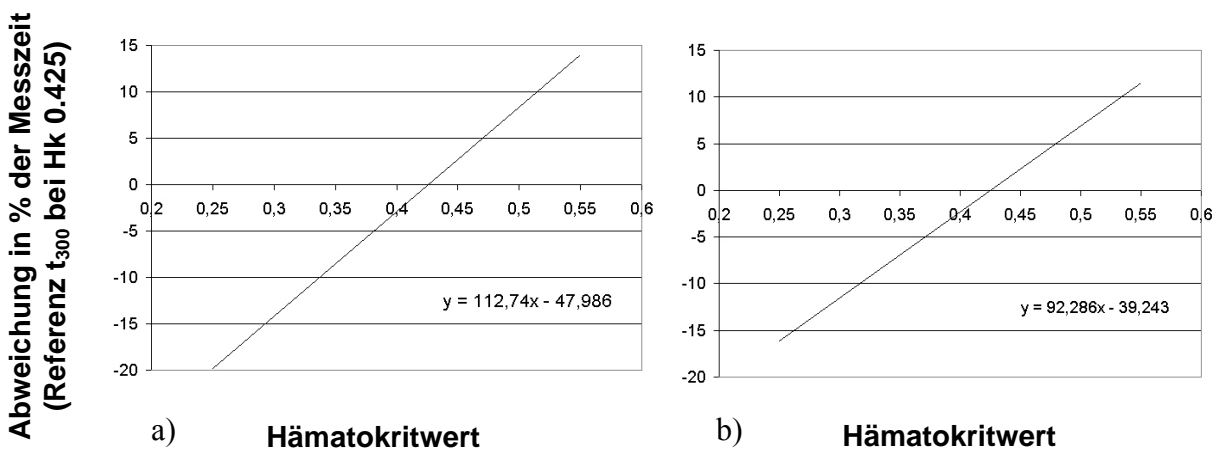 Abweichung in % der Messzeit
(Referenz t300 bei Hk 0.425)
15
10
5
0
0,2 0,25 0,3 0,35 0,4 0,45 0,5 0,55 0,6
-5
-10
y = 112,74x - 47,986
-15
-20
a)
Hämatokritwert
15
10
5
0
0,2 0,25 0,3 0,35 0,4 0,45 0,5 0,55 0,6
-5
-10
y = 92,286x - 39,243
-15
-20
b)
Hämatokritwert